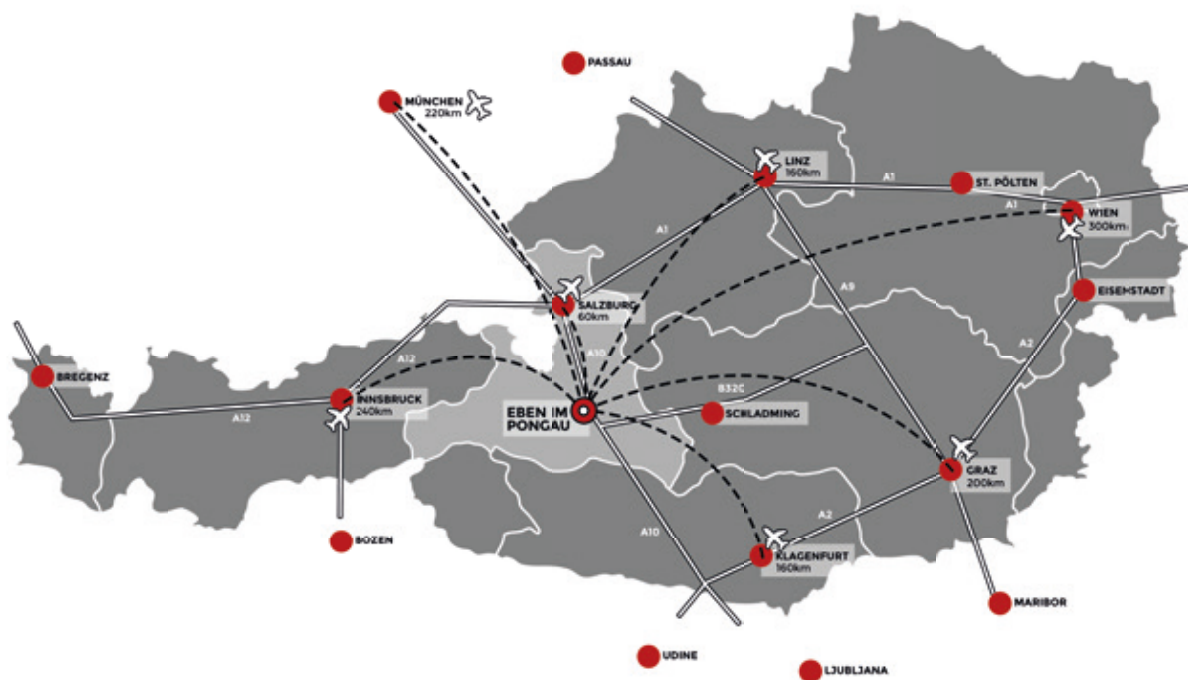 PASSAU
MÜNCHEN
220km
LINZ
160km
A1
ST. PÖLTEN
A1
WIEN
300km
A1
SALZBURG
60km
A9
EISENSTADT
A10
A12
A2
BREGENZ
INNSBRUCK
240km
A12
B320
EBEN IM
PONGAU
SCHLADMING
GRAZ
200km
A2
A10
BOZEN
KLAGENFURT
160km
MARIBOR
UDINE
LJUBLJANA